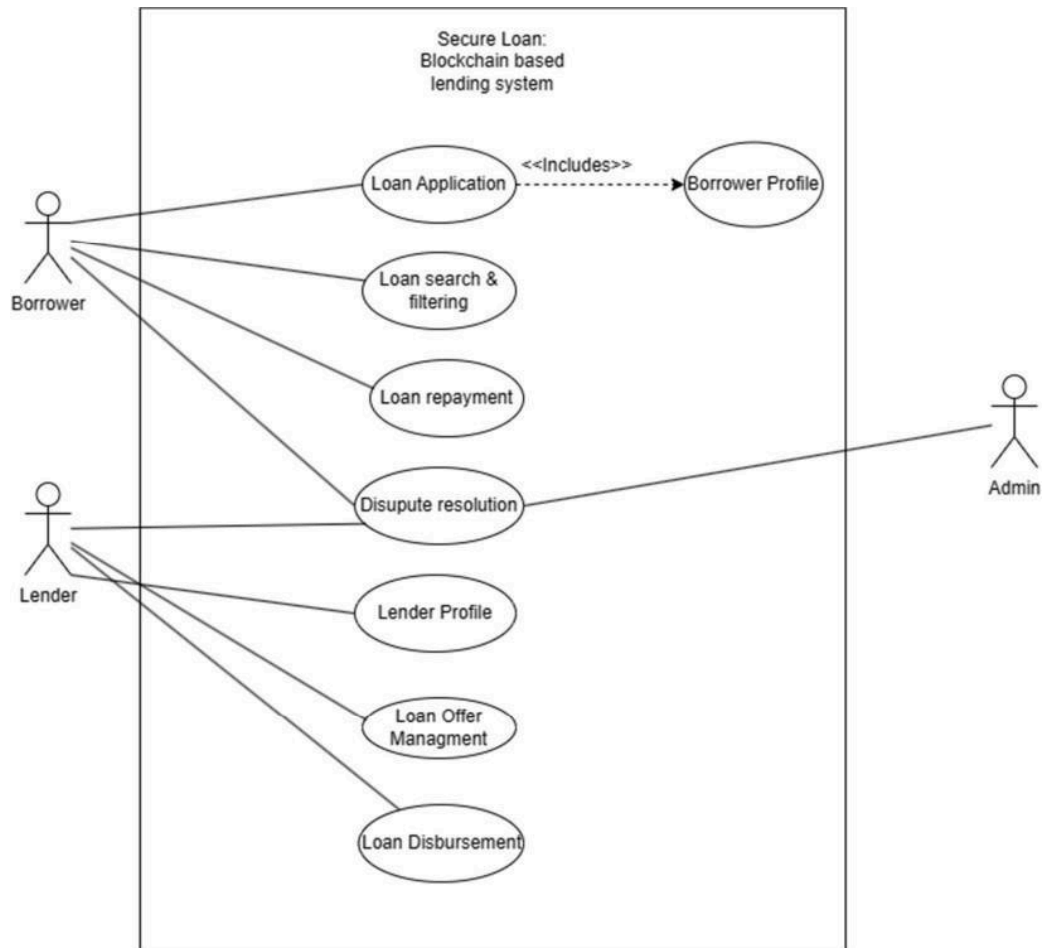 Secure Loan:
Blockchain based
lending system
Loan Application
<<Includes>>
Borrower Profile
Borrower
Loan search &
filtering
Loan repayment
Disupute resolution
Admin
Lender
Lender Profile
Loan Offer
Managment
Loan Disbursement